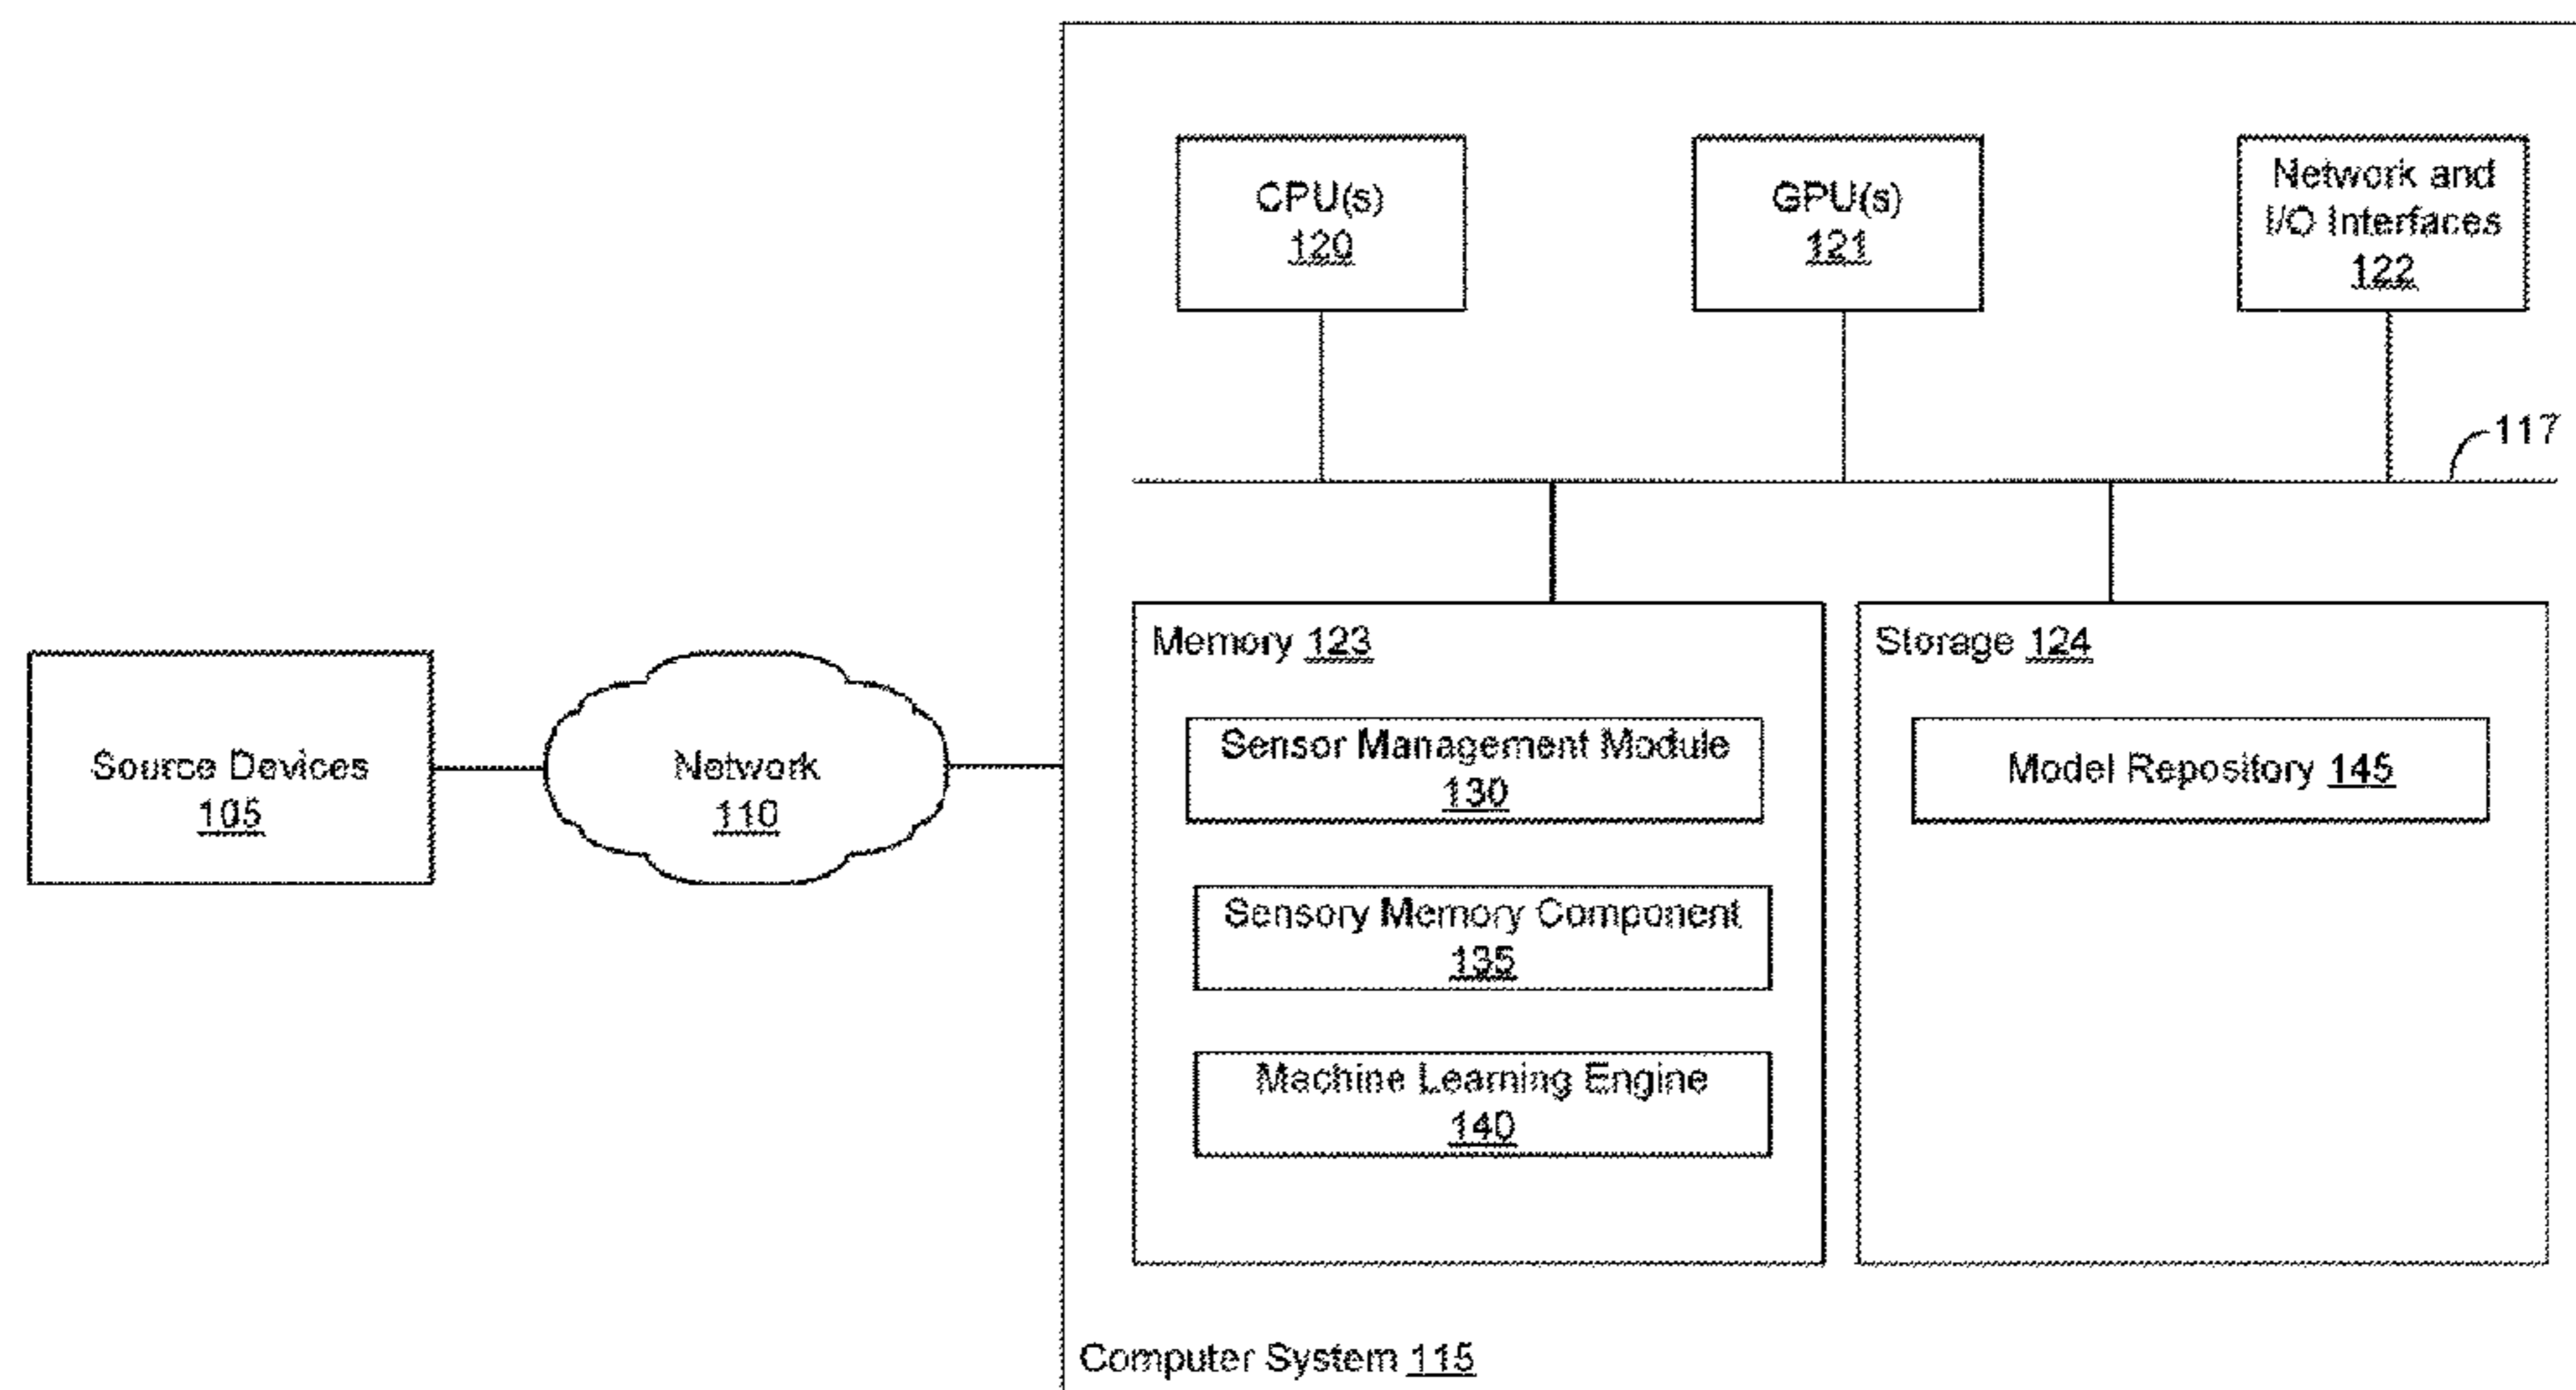 CPU(s)
120
GPU(s)
121
Network and
I/O Interfaces
122
117
Memory 123
Storage 124
Sensor Management Module
130
Model Repository 145
Source Devices
105
Network
110
Sensory Memory Component
135
Machine Learning Engine
140
Computer System 115